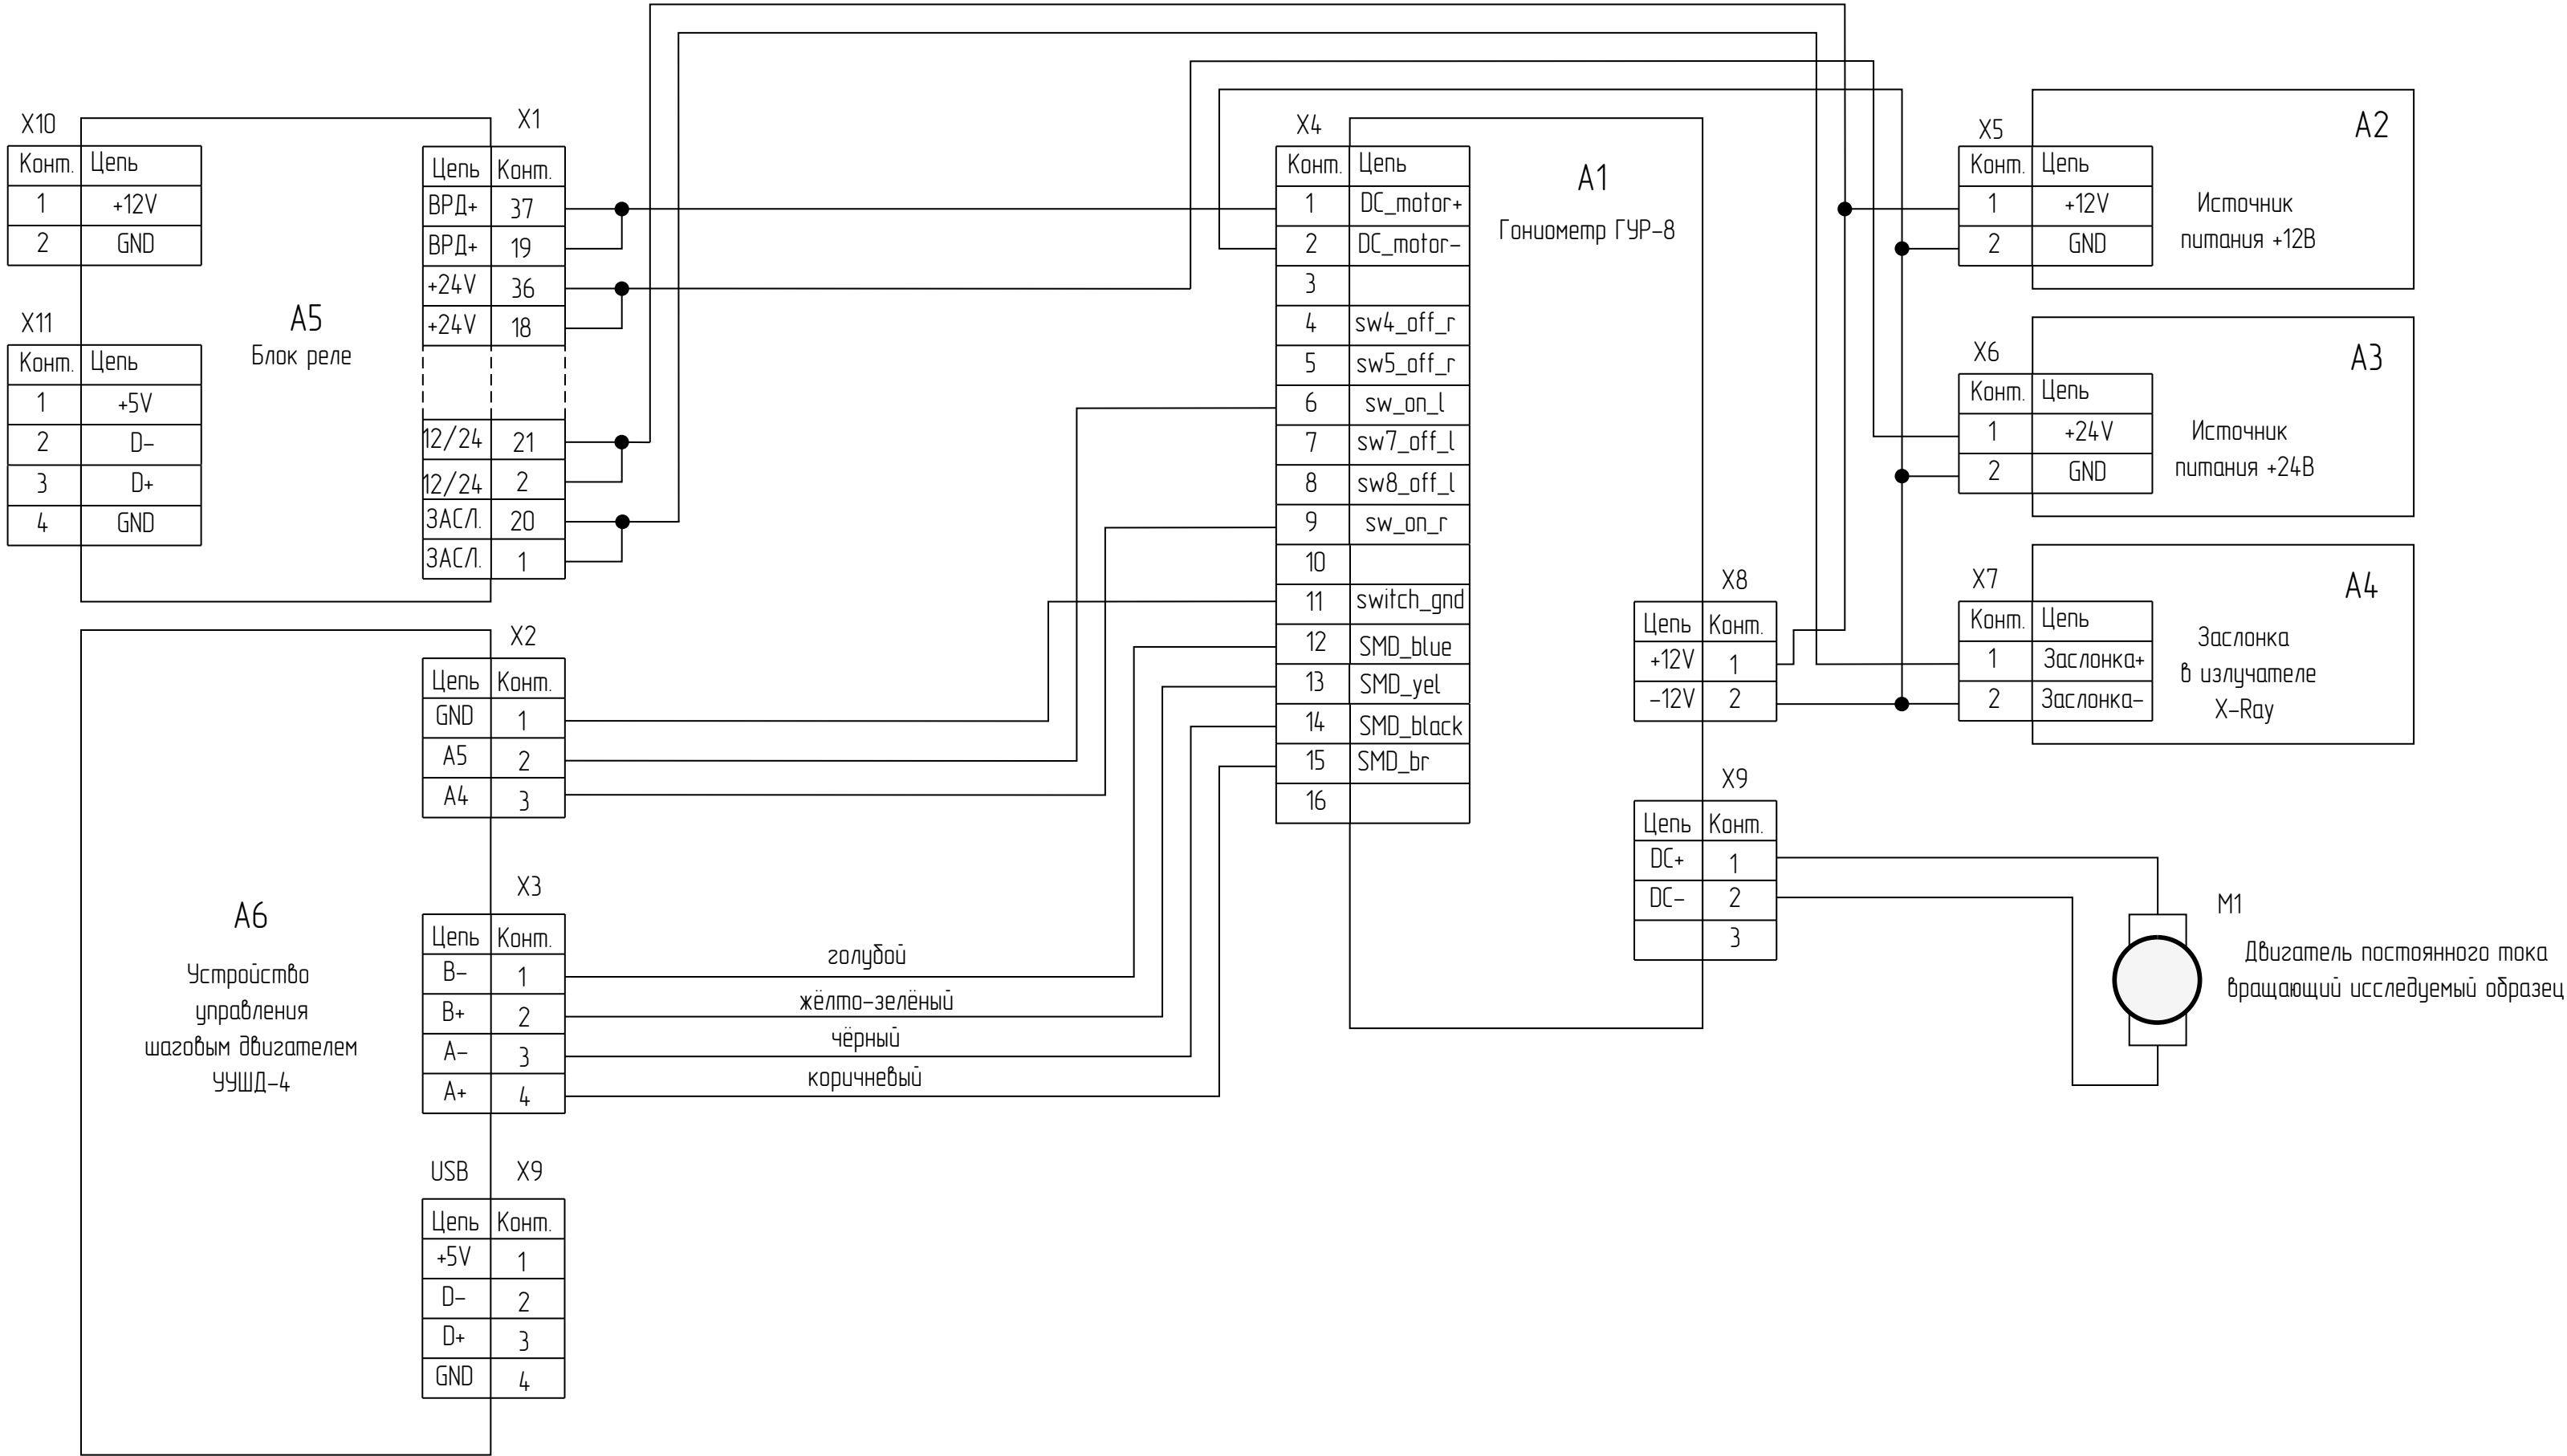 X10
Конт. Цепь
1 +12V
2 GND
X11
Конт. Цепь
1 +5V
2 D-
3 D+
4 GND
A5
Блок реле
X1
Цепь Конт.
ВРД+ 37
ВРД+ 19
+24V 36
+24V 18
12/24 21
12/24 2
ЗАСЛ. 20
ЗАСЛ. 1
A6
Устройство
управления
шаговым двигателем
УУШД-4
X2
Цепь Конт.
GND 1
A5 2
A4 3
X3
Цепь Конт.
B- 1
B+ 2
A- 3
A+ 4
USB X9
Цепь Конт.
+5V 1
D- 2
D+ 3
GND 4
голубой
жёлто-зелёный
чёрный
коричневый
X4
Конт. Цепь
1 DC_motor+
2 DC_motor-
3
4 sw4_off_r
5 sw5_off_r
6 sw_on_l
7 sw7_off_l
8 sw8_off_l
9 sw_on_r
10
11 switch_gnd
12 SMD_blue
13 SMD_yel
14 SMD_black
15 SMD_br
16
A1
Гониометр ГУР-8
X8
Цепь Конт.
+12V 1
-12V 2
X9
Цепь Конт.
DC+ 1
DC- 2
3
A2
X5
Конт. Цепь
1 +12V
2 GND
Источник
питания +12В
A3
X6
Конт. Цепь
1 +24V
2 GND
Источник
питания +24В
A4
X7
Конт. Цепь
1 Заслонка+
2 Заслонка-
Заслонка
в излучателе
X-Ray
M1
Двигатель постоянного тока
вращающий исследуемый образец